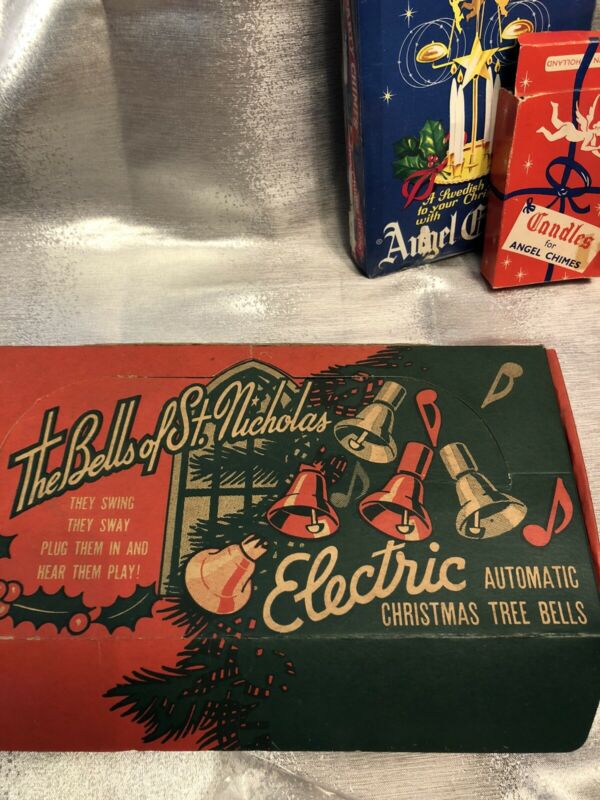 A Swedish
to your
with
Angel
HOLLAND
Candles
for
ANGEL CHIMES
The Bells of St. Nicholas
THEY SWING
THEY SWAY
PLUG THEM IN AND
HEAR THEM PLAY!
Electric AUTOMATIC
CHRISTMAS TREE BELLS